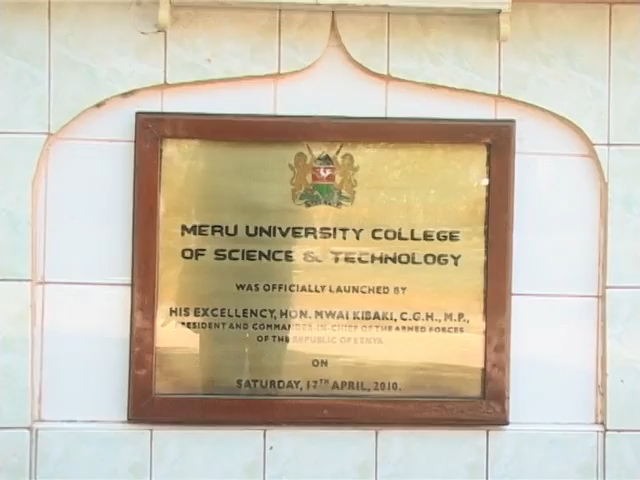 MERU UNIVERSITY COLLEGE
OF SCIENCE & TECHNOLOGY
WAS OFFICIALLY LAUNCHED BY
HIS EXCELLENCY, HON. MWAI KIBAKI, C.G.H., M.P.,
PRESIDENT AND COMMANDER-IN-CHIEF OF THE ARMED FORCES
OF THE REPUBLIC OF KENYA
ON
SATURDAY, 17TH APRIL, 2010.